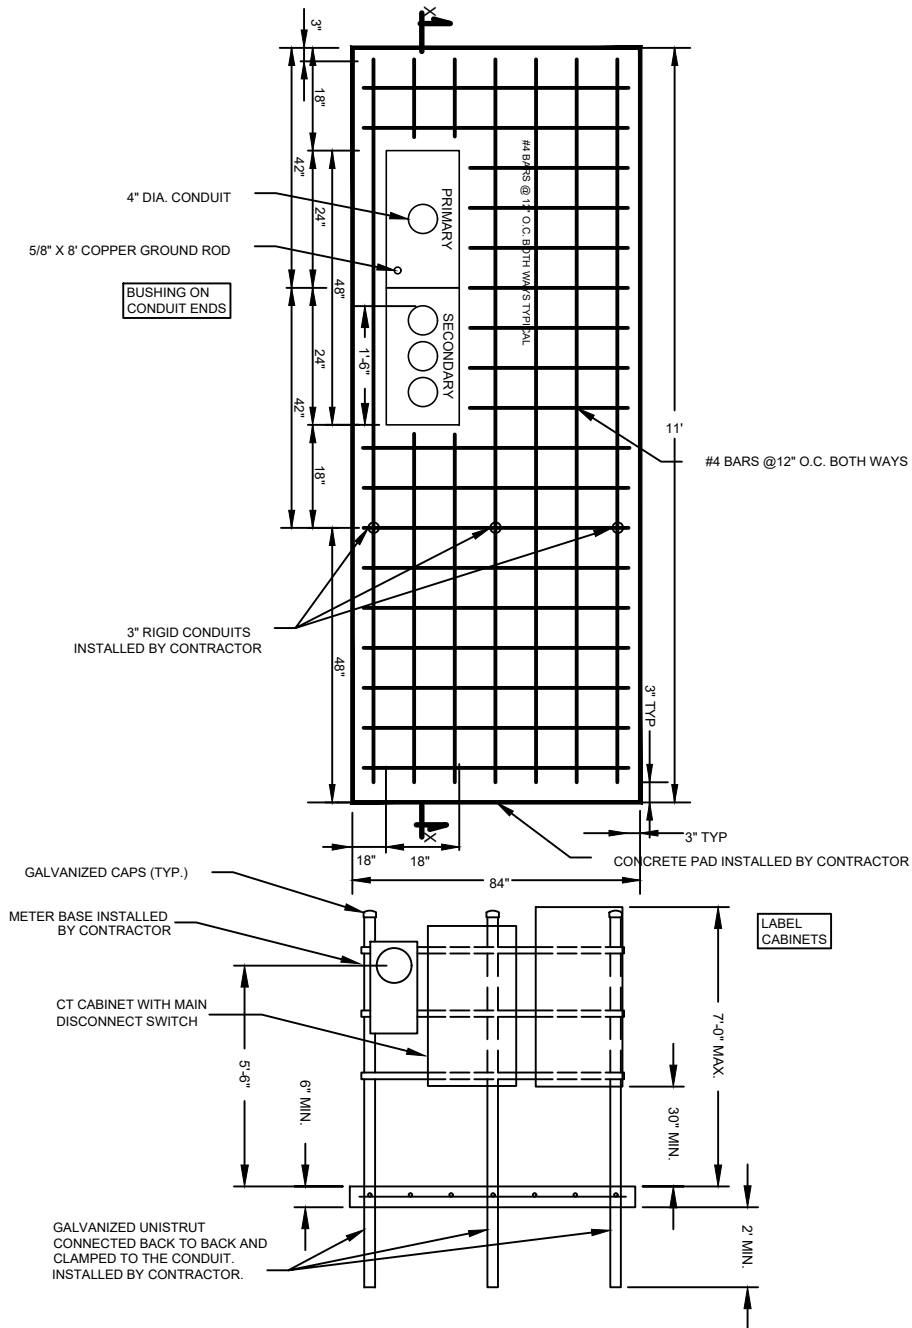 X
3"
18"
42"
24"
48"
1'-6"
24"
42"
18"
48"
4" DIA. CONDUIT
5/8" X 8' COPPER GROUND ROD
BUSHING ON
CONDUIT ENDS
PRIMARY
SECONDARY
#4 BARS @ 12" O.C. BOTH WAYS TYPICAL
11'
#4 BARS @12" O.C. BOTH WAYS
3" RIGID CONDUITS
INSTALLED BY CONTRACTOR
3" TYP
X
3" TYP
18"
18"
CONCRETE PAD INSTALLED BY CONTRACTOR
84"
GALVANIZED CAPS (TYP.)
METER BASE INSTALLED
BY CONTRACTOR
LABEL
CABINETS
CT CABINET WITH MAIN
DISCONNECT SWITCH
7'-0" MAX.
5'-6"
6" MIN.
30" MIN.
2' MIN.
GALVANIZED UNISTRUT
CONNECTED BACK TO BACK AND
CLAMPED TO THE CONDUIT.
INSTALLED BY CONTRACTOR.